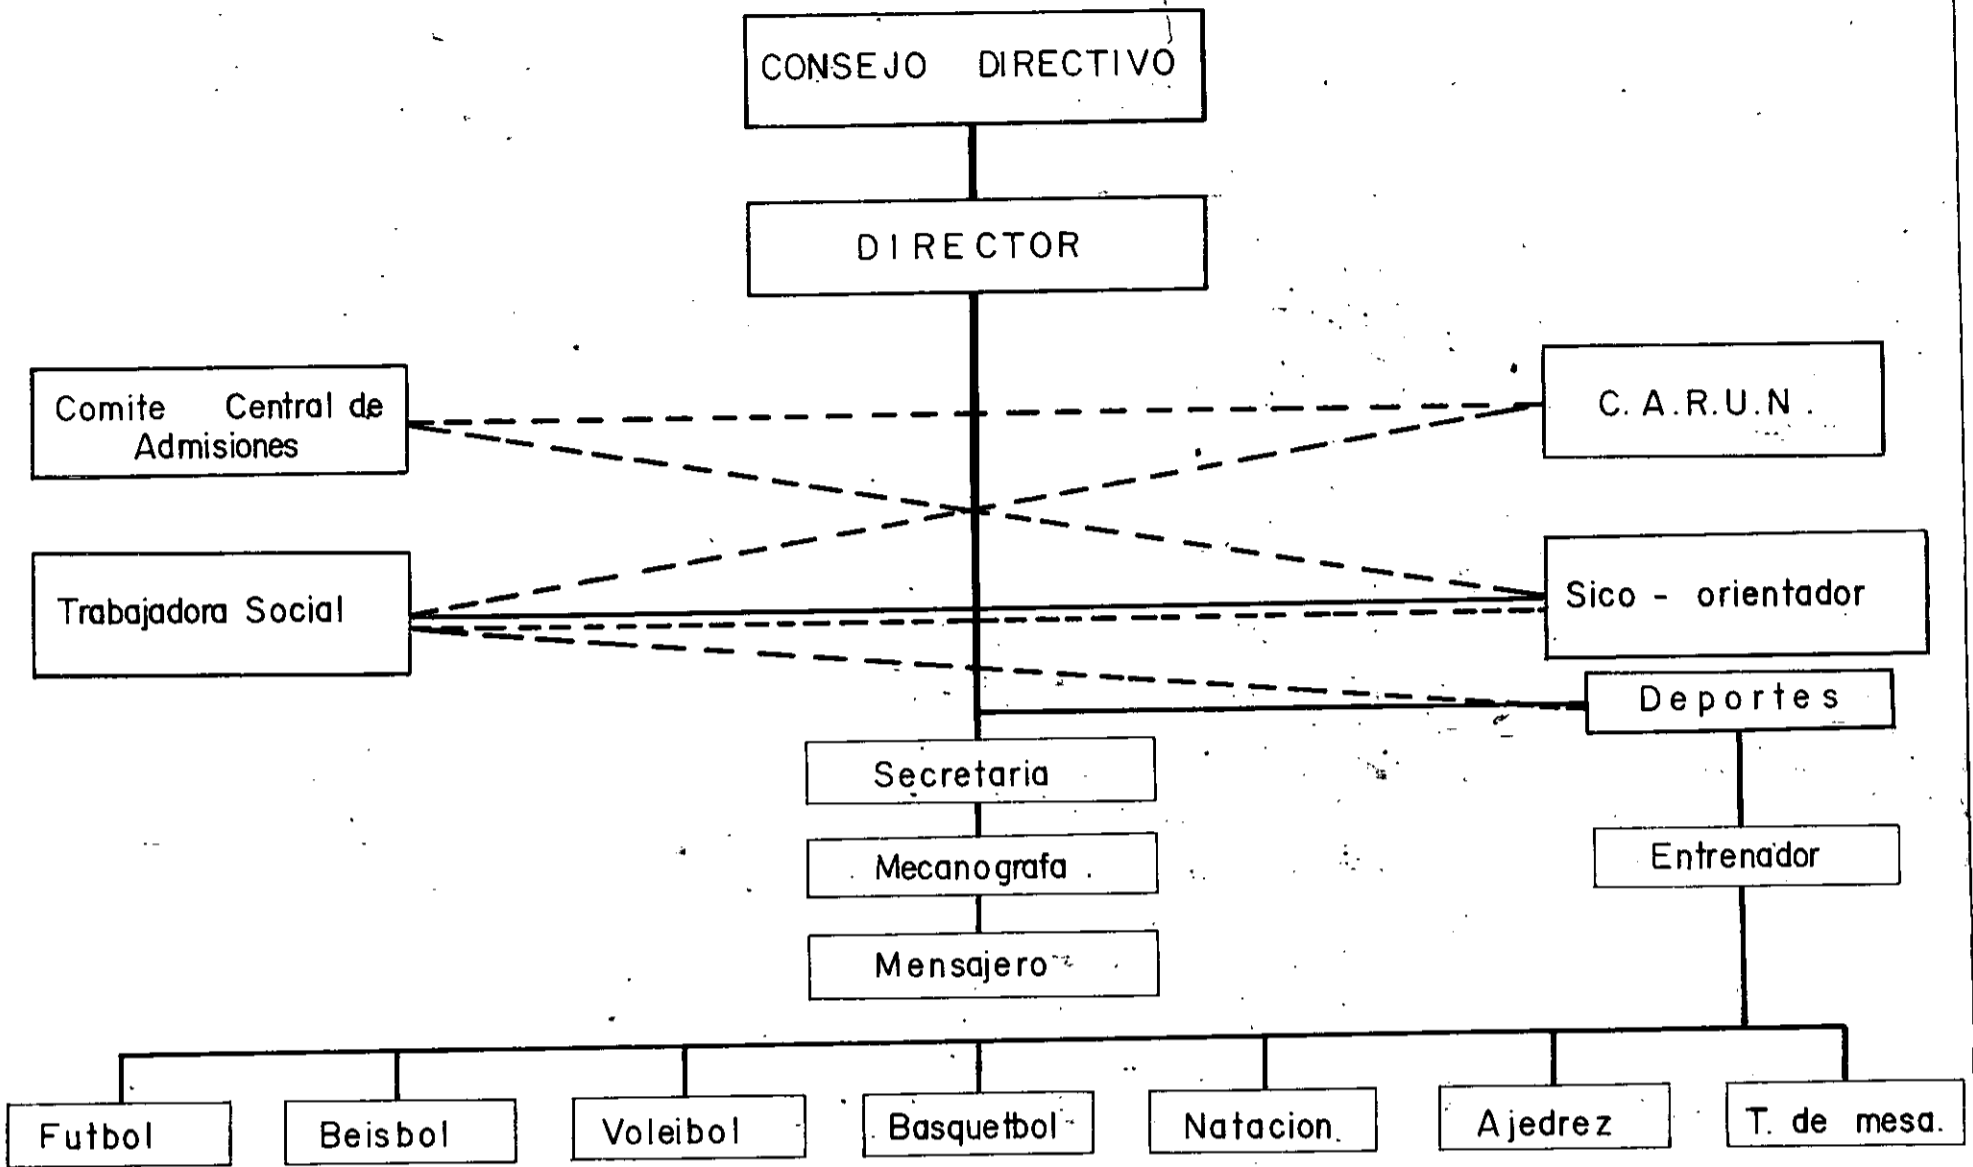 CONSEJO DIRECTIVO
DIRECTOR
Comite Central de
Admisiones
C.A.R.U.N.
Trabajadora Social
Sico - orientador
Deportes
Secretaria
Mecanografa
Entrenador
Mensajero
Futbol
Beisbol
Voleibol
Basquetbol
Natacion.
Ajedrez
T. de mesa.